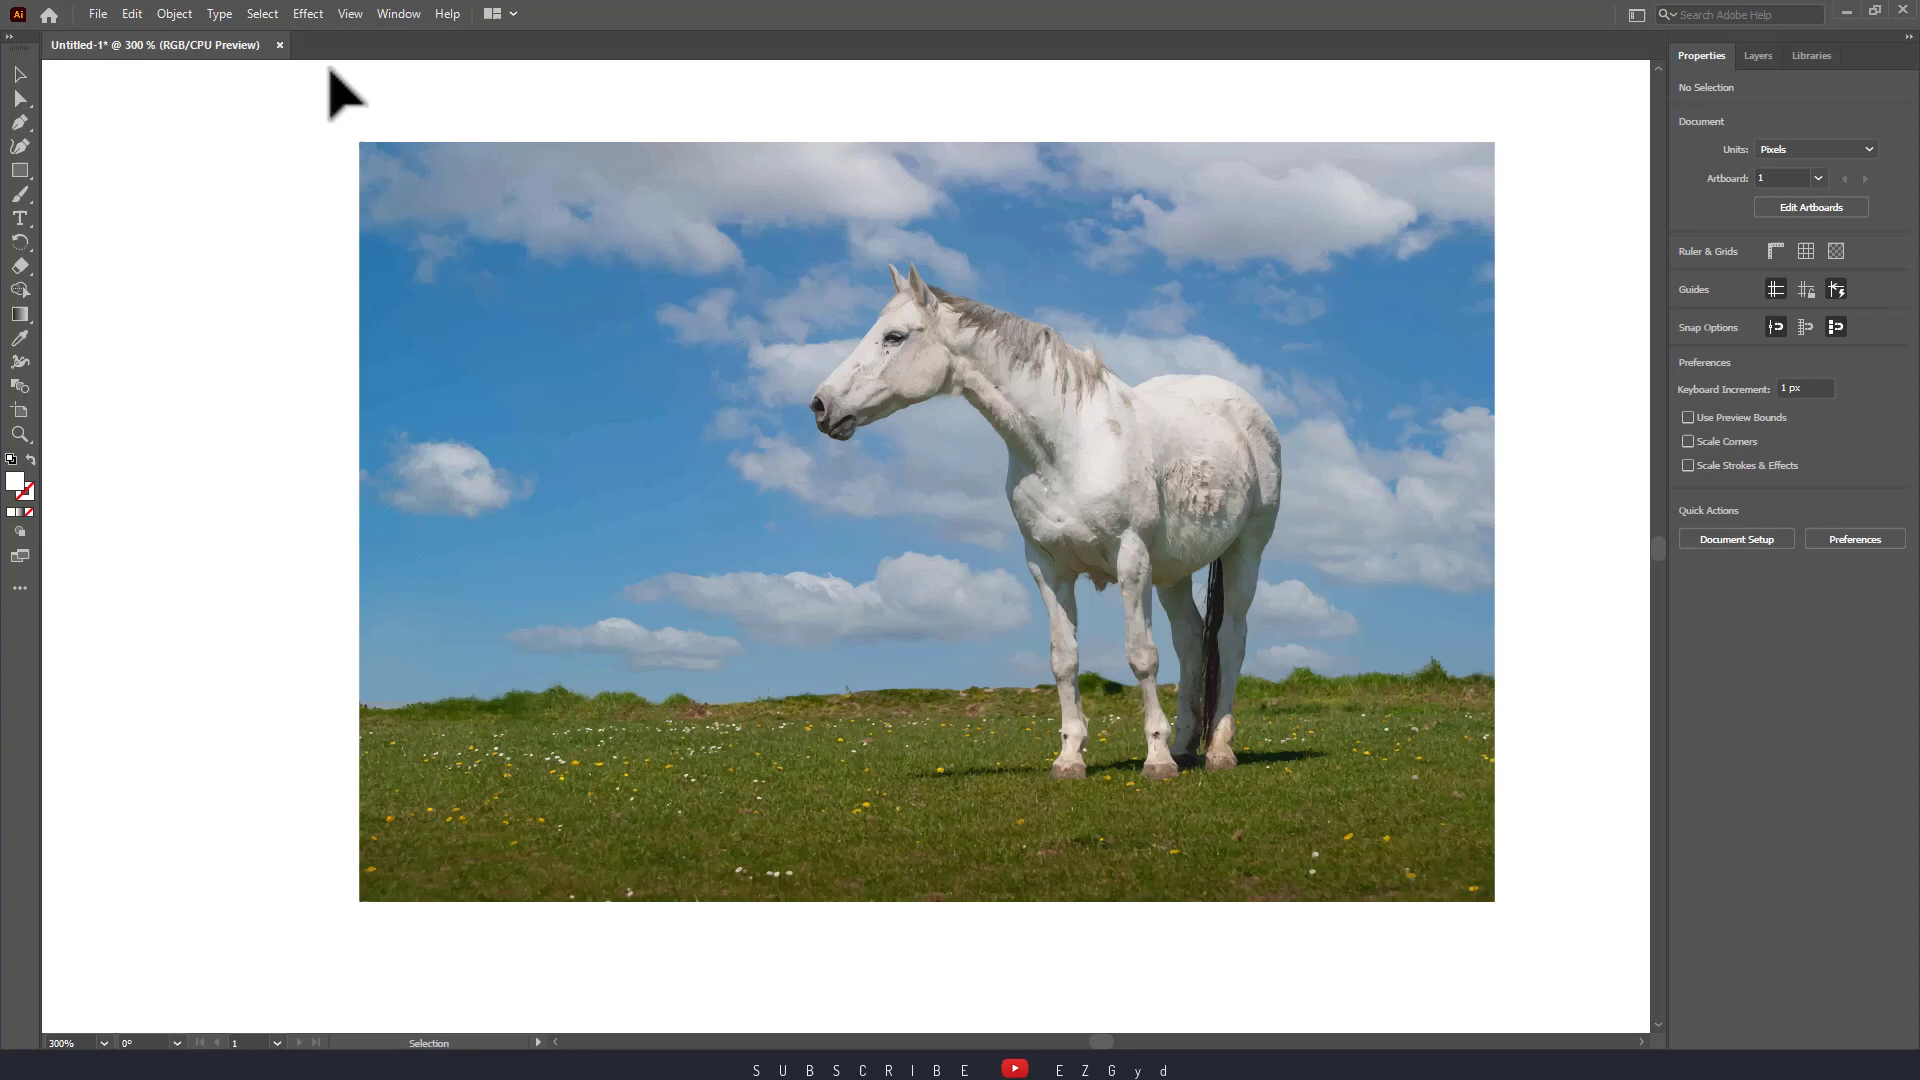 Ai
File Edit Object Type Select Effect View Window Help
Search Adobe Help
Untitled-1* @ 300 % (RGB/CPU Preview) ×
Properties Layers Libraries
No Selection
Document
Units: Pixels
Artboard: 1
Edit Artboards
Ruler & Grids
Guides
Snap Options
Preferences
Keyboard Increment: 1 px
Use Preview Bounds
Scale Corners
Scale Strokes & Effects
Quick Actions
Document Setup Preferences
300% 0° 1 Selection
SUBSCRIBE EZGyd